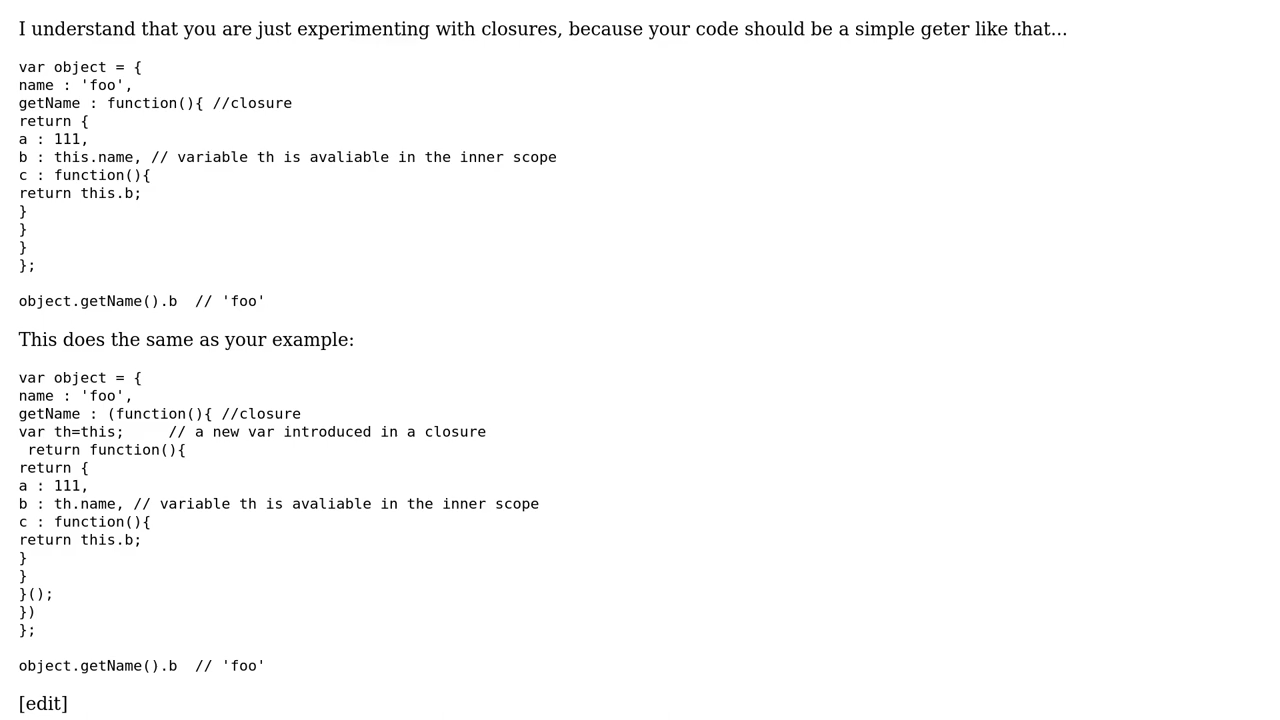 I understand that you are just experimenting with closures, because your code should be a simple geter like that...
var object = {
name : 'foo',
getName : function(){ //closure
return {
a : 111,
b : this.name, // variable th is avaliable in the inner scope
c : function(){
return this.b;
}
}
}
};
object.getName().b  // 'foo'
This does the same as your example:
var object = {
name : 'foo',
getName : (function(){ //closure
var th=this;     // a new var introduced in a closure
 return function(){
return {
a : 111,
b : th.name, // variable th is avaliable in the inner scope
c : function(){
return this.b;
}
}
}();
})
};
object.getName().b  // 'foo'
[edit]